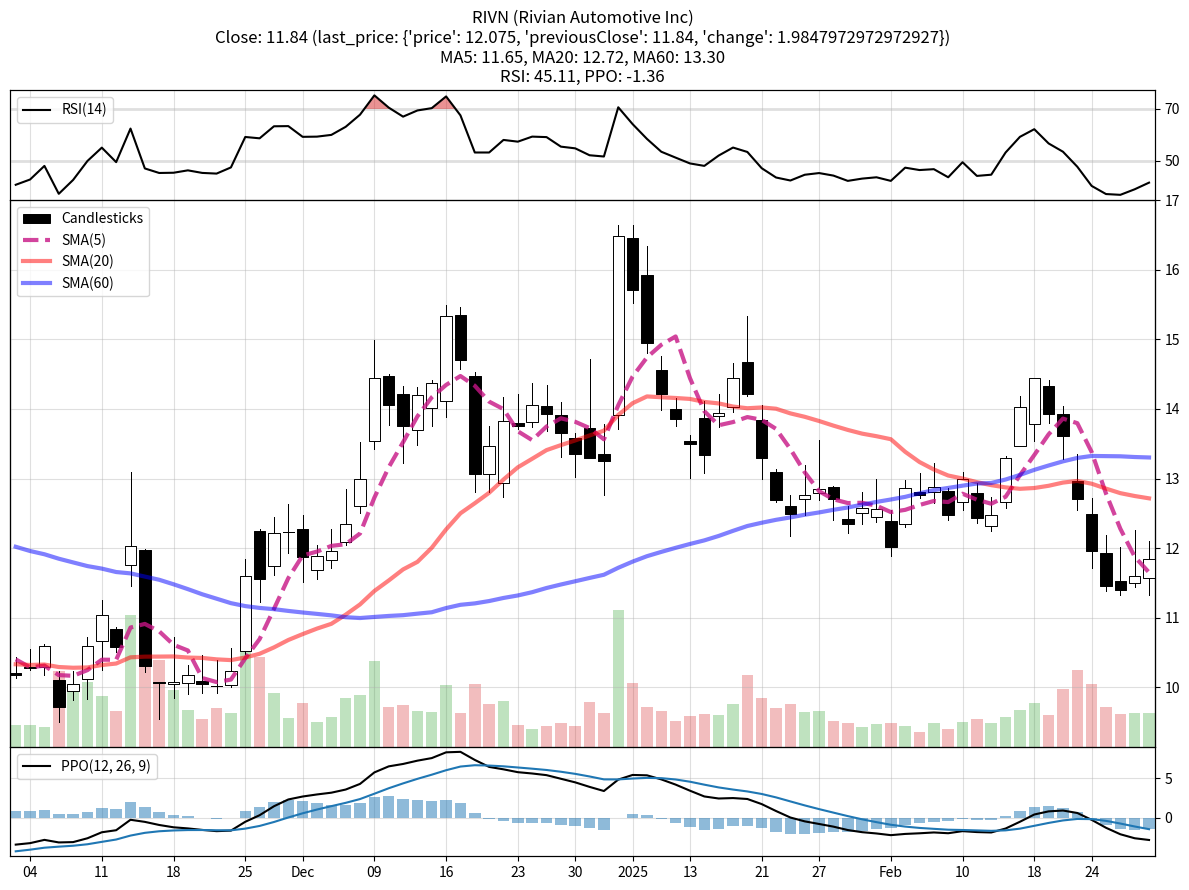 RIVN (Rivian Automotive Inc)
Close: 11.84 (last_price: {'price': 12.075, 'previousClose': 11.84, 'change': 1.9847972972972927})
MA5: 11.65, MA20: 12.72, MA60: 13.30
RSI: 45.11, PPO: -1.36
RSI(14)
70
50
17
Candlesticks
SMA(5)
SMA(20)
SMA(60)
16
15
14
13
12
11
10
PPO(12, 26, 9)
5
0
04 11 18 25 Dec 09 16 23 30 2025 13 21 27 Feb 10 18 24